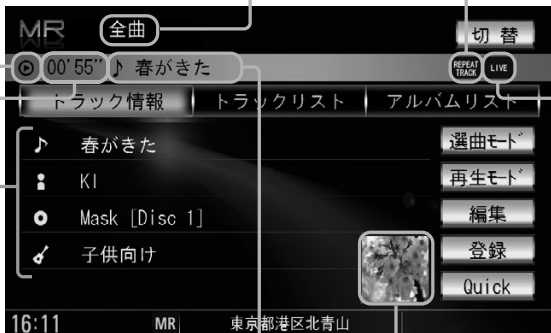 MR 全曲 切替
00'55" ♪ 春がきた REPEAT TRACK LIVE
トラック情報 トラックリスト アルバムリスト
春がきた 選曲モード
KI 再生モード
Mask [Disc 1] 編集
子供向け 登録
Quick
16:11 MR 東京都港区北青山